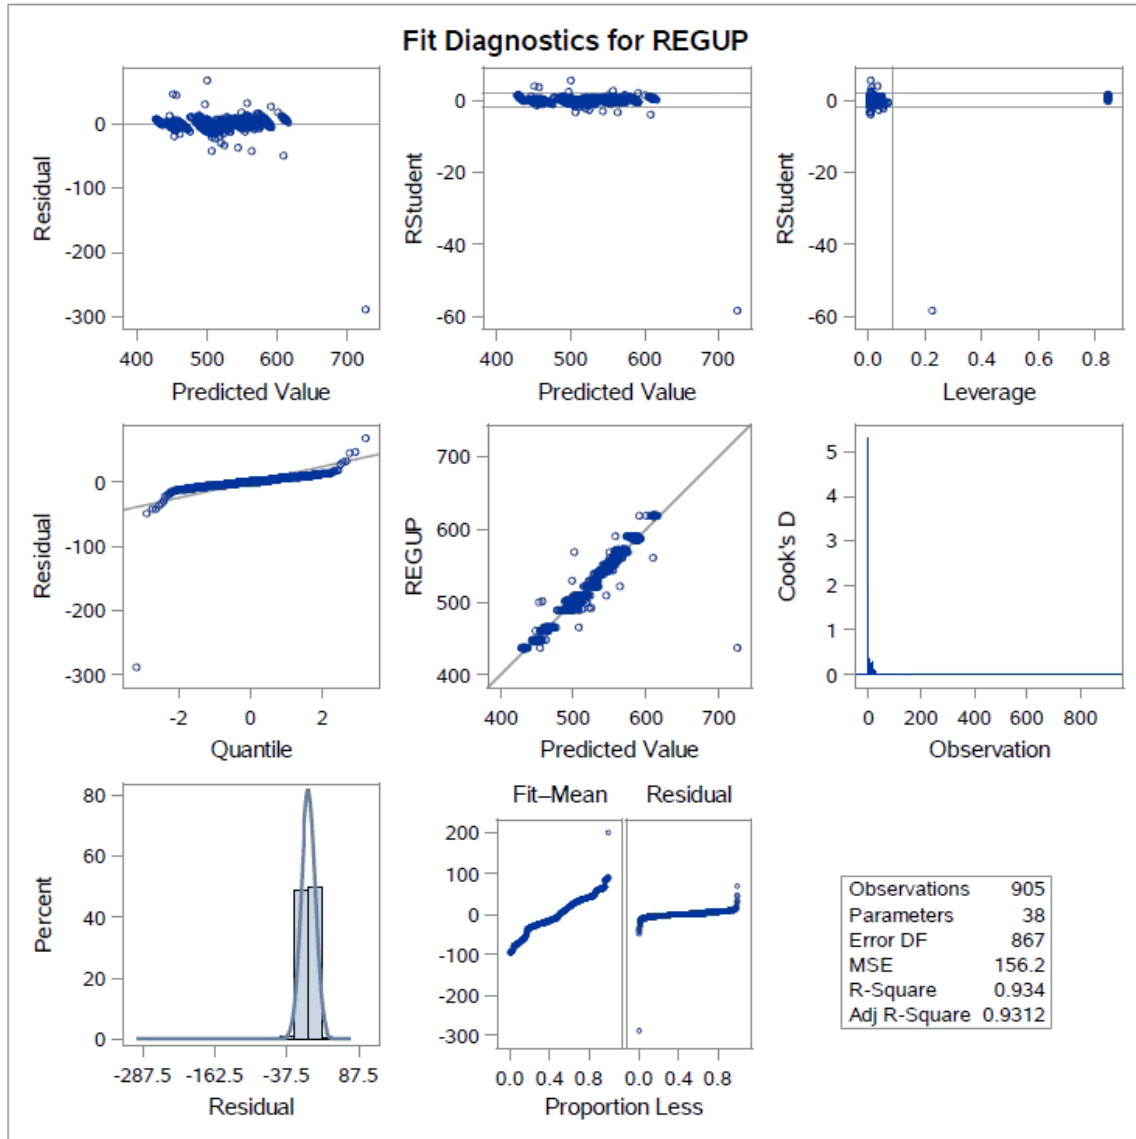 Fit Diagnostics for REGUP
Residual
0
-100
-200
-300
400 500 600 700
Predicted Value
RStudent
0
-20
-40
-60
400 500 600 700
Predicted Value
RStudent
0
-20
-40
-60
0.0 0.2 0.4 0.6 0.8
Leverage
Residual
0
-100
-200
-300
-2 0 2
Quantile
REGUP
700
600
500
400
400 500 600 700
Predicted Value
Cook's D
5
4
3
2
1
0
0 200 400 600 800
Observation
Percent
80
60
40
20
0
-287.5 -162.5 -37.5 87.5
Residual
Fit–Mean Residual
200
100
0
-100
-200
-300
0.0 0.4 0.8 0.0 0.4 0.8
Proportion Less
Observations 905
Parameters 38
Error DF 867
MSE 156.2
R-Square 0.934
Adj R-Square 0.9312